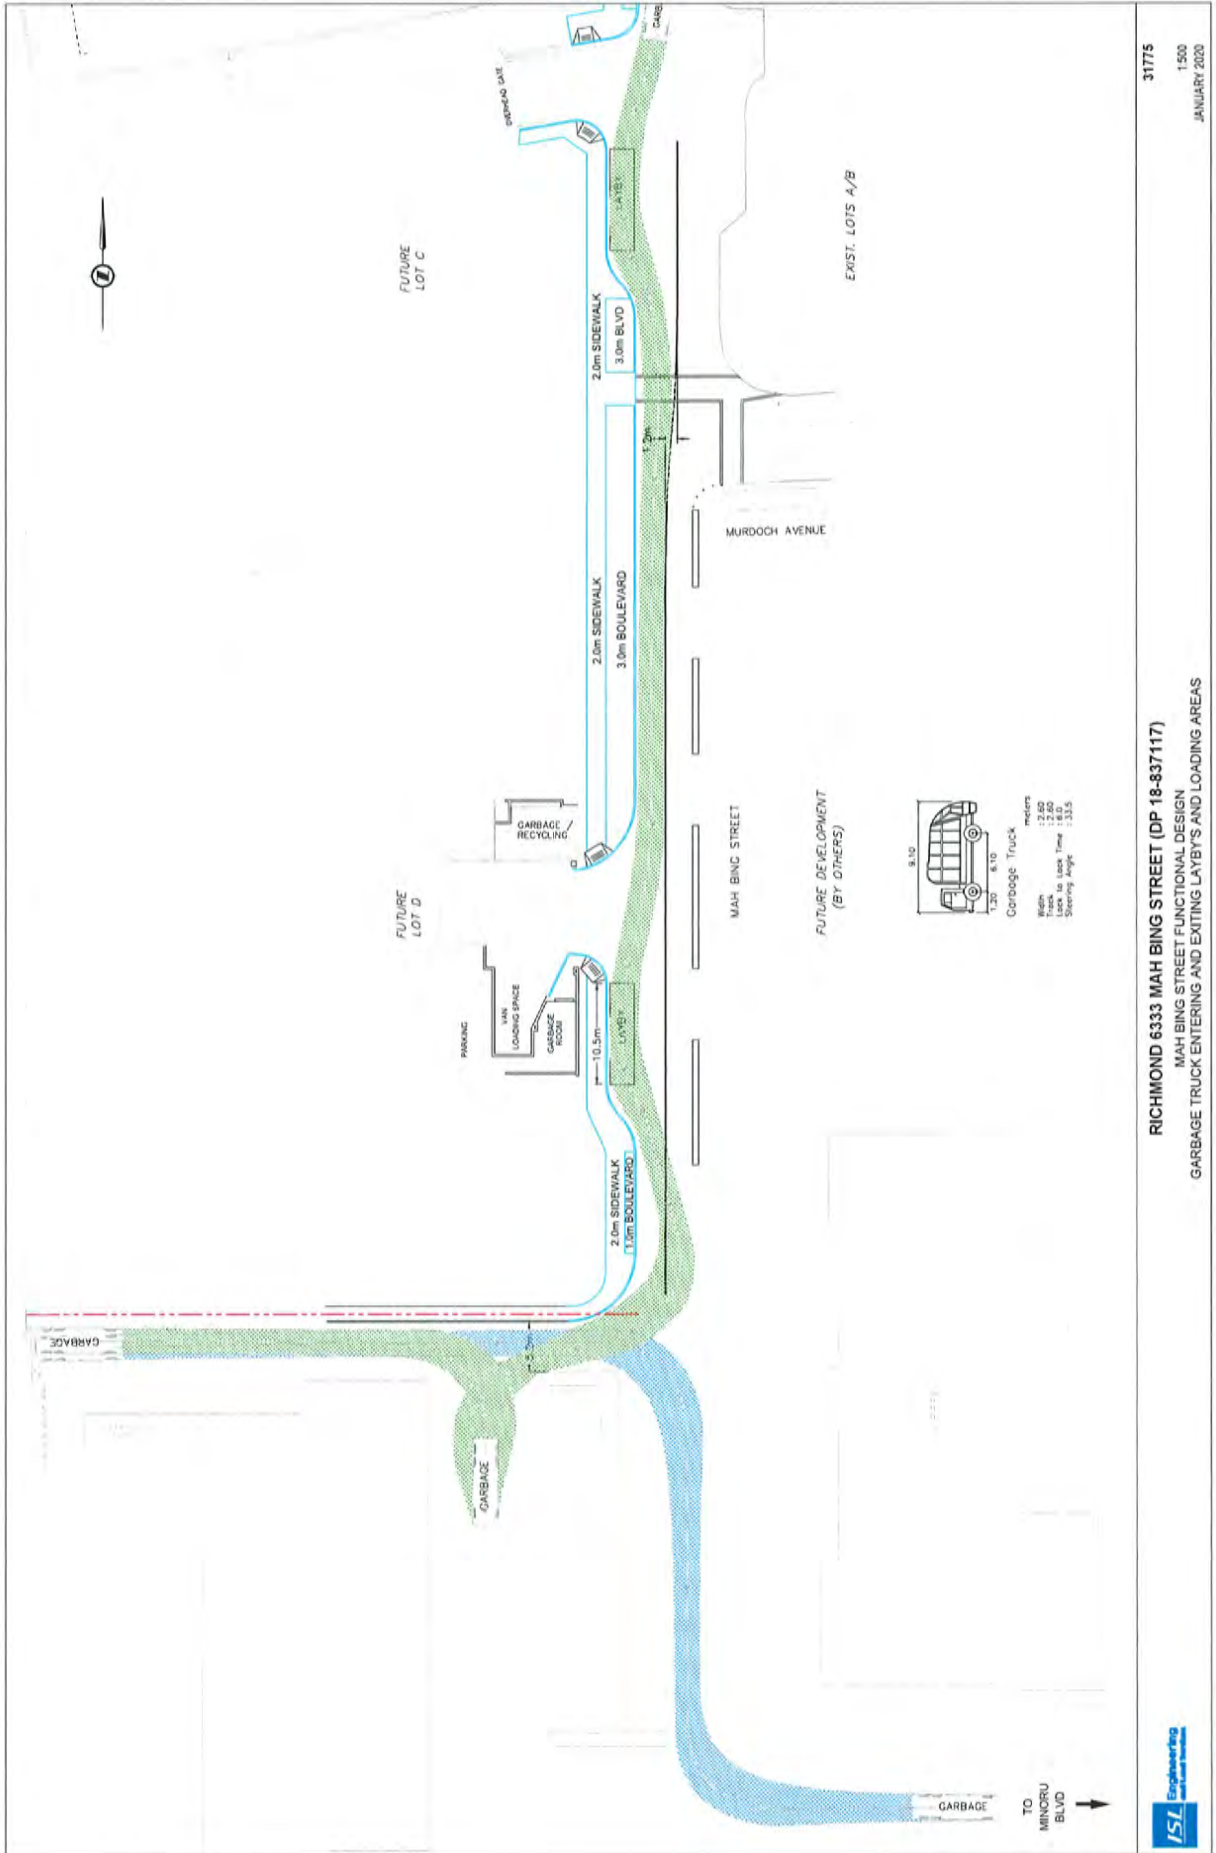 31775
1:500
JANUARY 2020
RICHMOND 6333 MAH BING STREET (DP 18-837117)
MAH BING STREET FUNCTIONAL DESIGN
GARBAGE TRUCK ENTERING AND EXITING LAYBY'S AND LOADING AREAS
ISL Engineering
and Land Services
OVERHEAD GATE
GARB
LAYBY
Z
FUTURE
LOT C
2.0m SIDEWALK
3.0m BLVD
EXIST. LOTS A/B
MURDOCH AVENUE
2.0m SIDEWALK
3.0m BOULEVARD
GARBAGE /
RECYCLING
FUTURE
LOT D
MAH BING STREET
FUTURE DEVELOPMENT
(BY OTHERS)
PARKING
VAN
LOADING SPACE
GARBAGE
ROOM
10.5m
LAYBY
2.0m SIDEWALK
1.0m BOULEVARD
9.10
1.20
6.10
Garbage Truck
meters
Width : 2.60
Track : 2.60
Lock to Lock Time : 6.0
Steering Angle : 33.5
GARBAGE
GARBAGE
GARBAGE
TO
MINORU
BLVD